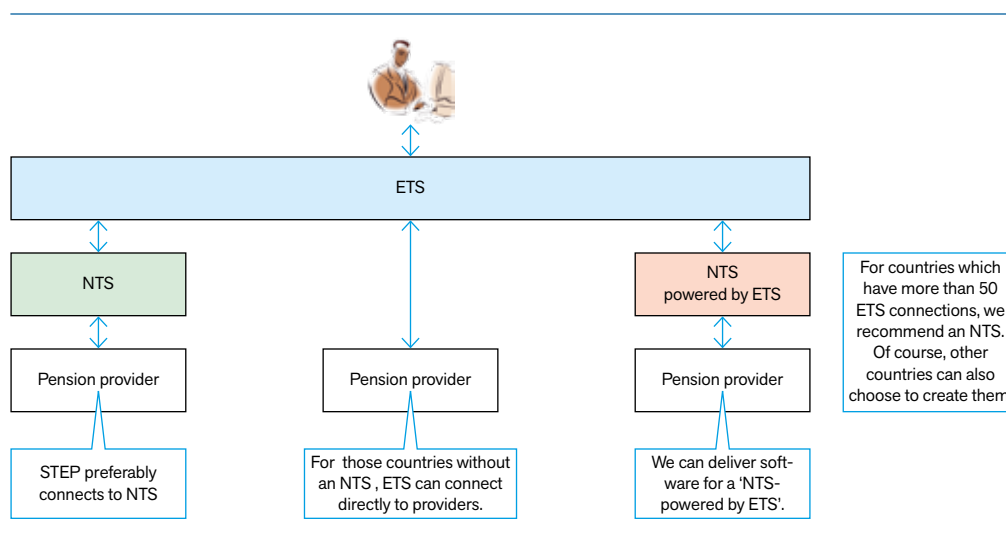 ETS
NTS
NTS
powered by ETS
For countries which
have more than 50
ETS connections, we
recommend an NTS.
Of course, other
countries can also
choose to create them
Pension provider
Pension provider
Pension provider
STEP preferably
connects to NTS
For those countries without
an NTS , ETS can connect
directly to providers.
We can deliver soft-
ware for a ‘NTS-
powered by ETS’.